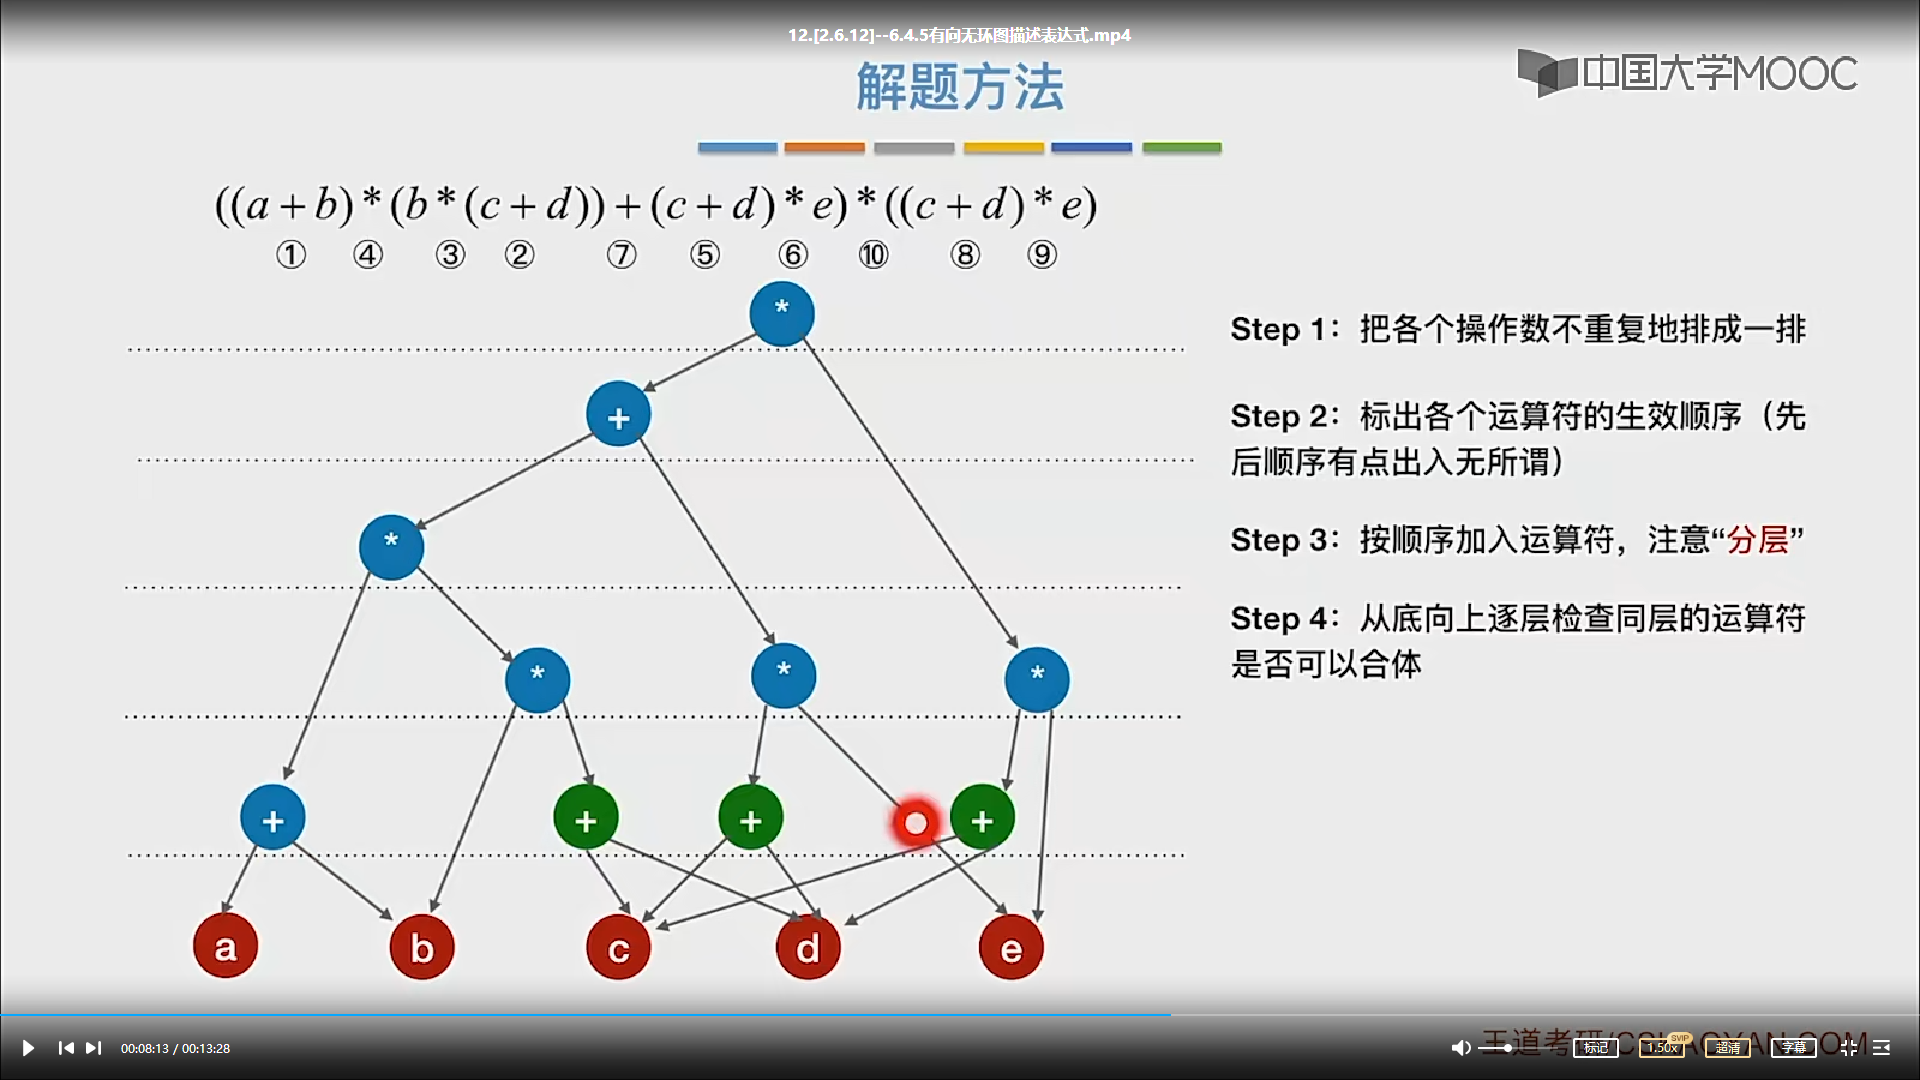 12.[2.6.12]--6.4.5有向无环图描述表达式.mp4
中国大学MOOC
解题方法
((a+b)*(b*(c+d))+(c+d)*e)*((c+d)*e)
① ④ ③ ② ⑦ ⑤ ⑥ ⑩ ⑧ ⑨
*
+
*
* * *
+ + + +
a b c d e
Step 1：把各个操作数不重复地排成一排
Step 2：标出各个运算符的生效顺序（先
后顺序有点出入无所谓）
Step 3：按顺序加入运算符，注意“分层”
Step 4：从底向上逐层检查同层的运算符
是否可以合体
00:08:13 / 00:13:28
王道考研/CSKAOYAN.COM
标记
1.50x
SVIP
超清
字幕